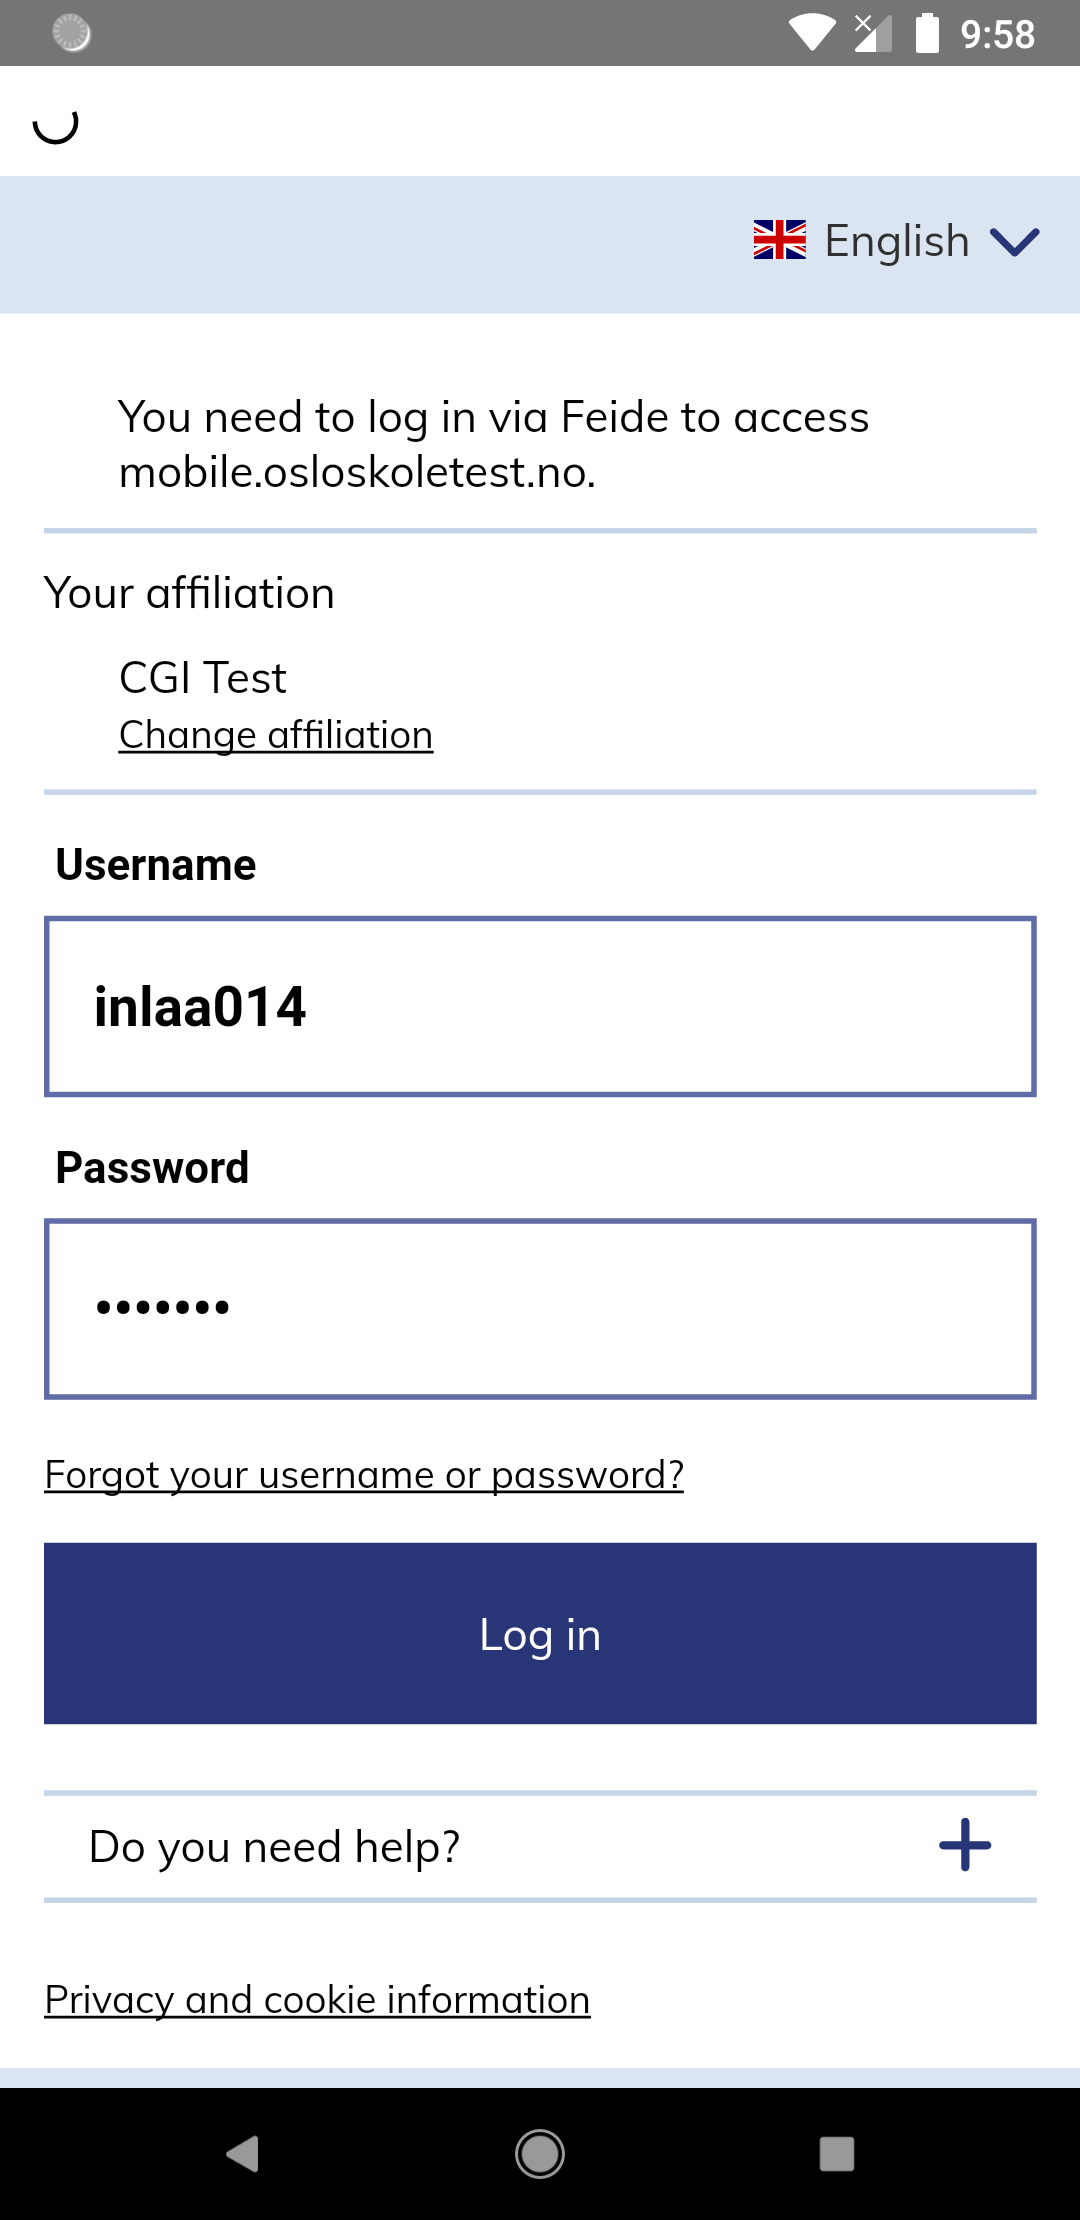 9:58
English
You need to log in via Feide to access
mobile.osloskoletest.no.
Your affiliation
CGI Test
Change affiliation
Username
inlaa014
Password
•••••••
Forgot your username or password?
Log in
Do you need help?
Privacy and cookie information